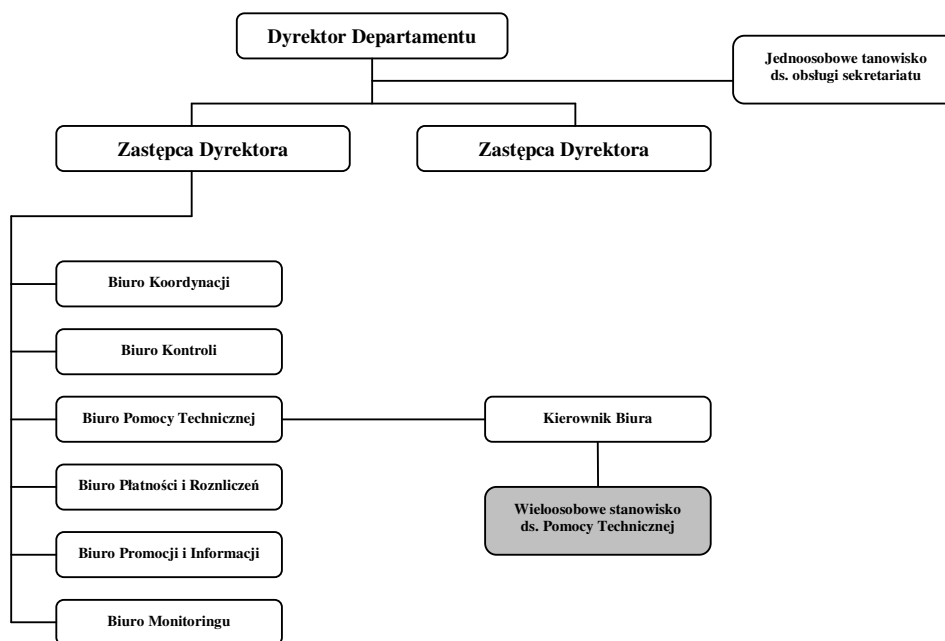 Dyrektor Departamentu
Jednoosobowe tanowisko
ds. obsługi sekretariatu
Zastępca Dyrektora
Zastępca Dyrektora
Biuro Koordynacji
Biuro Kontroli
Biuro Pomocy Technicznej
Kierownik Biura
Biuro Płatności i Roznliczeń
Wieloosobowe stanowisko
ds. Pomocy Technicznej
Biuro Promocji i Informacji
Biuro Monitoringu